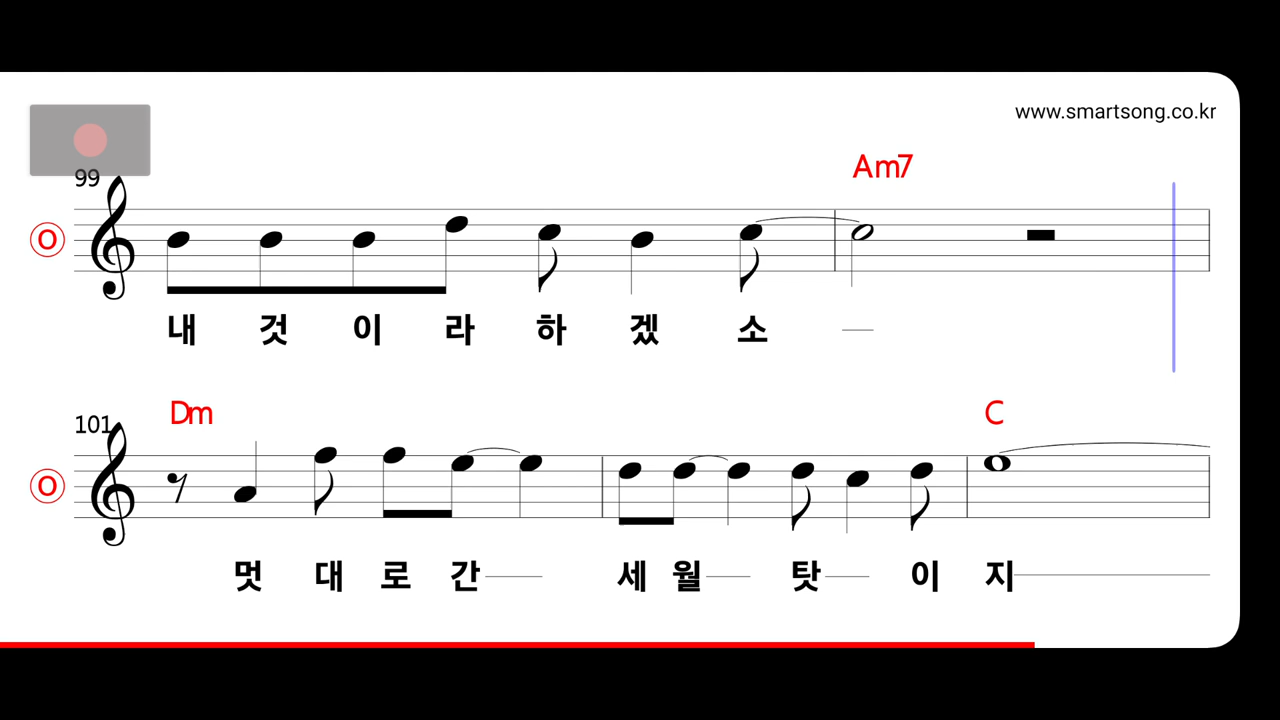 www.smartsong.co.kr
Am7
99
O
내 것 이 라 하 겠 소
Dm C
101
O
멋 대 로 간 세 월 탓 이 지